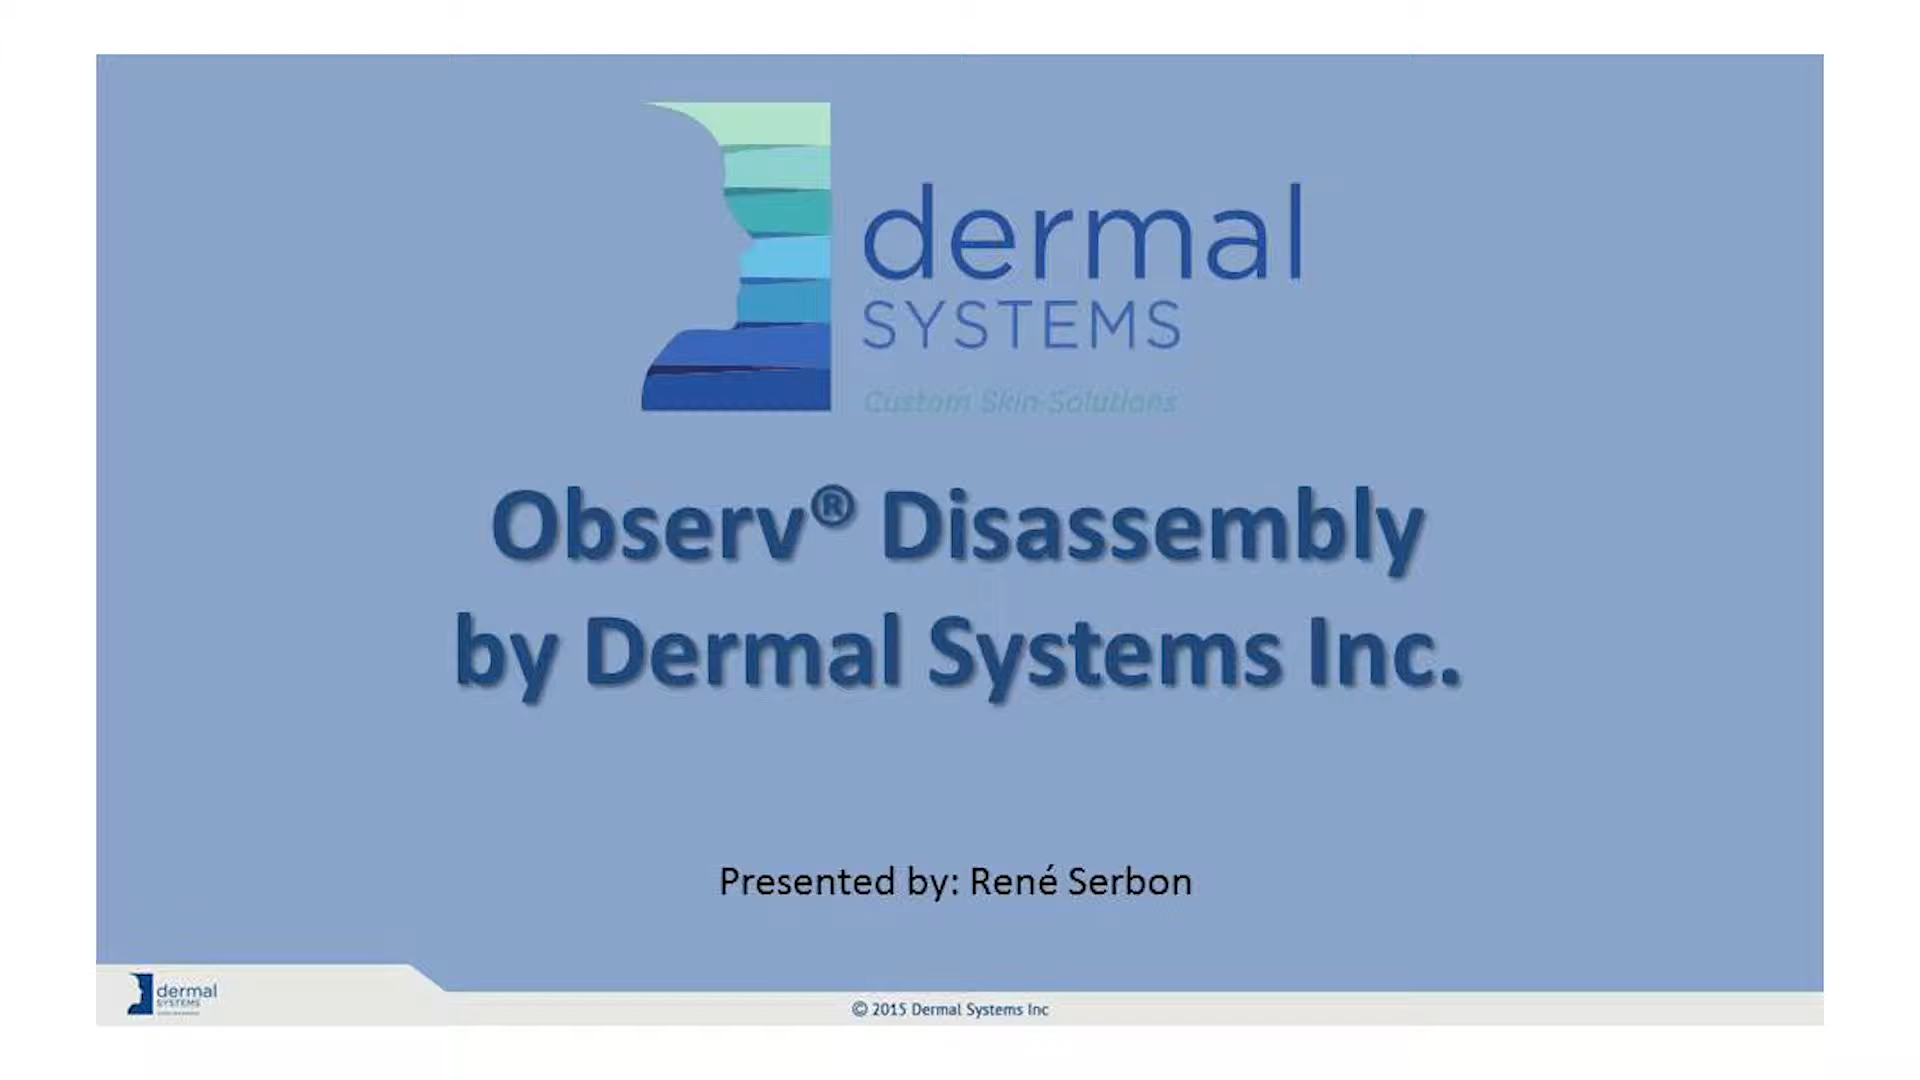 dermal
SYSTEMS
Custom Skin Solutions
Observ® Disassembly
by Dermal Systems Inc.
Presented by: René Serbon
dermal
SYSTEMS
© 2015 Dermal Systems Inc